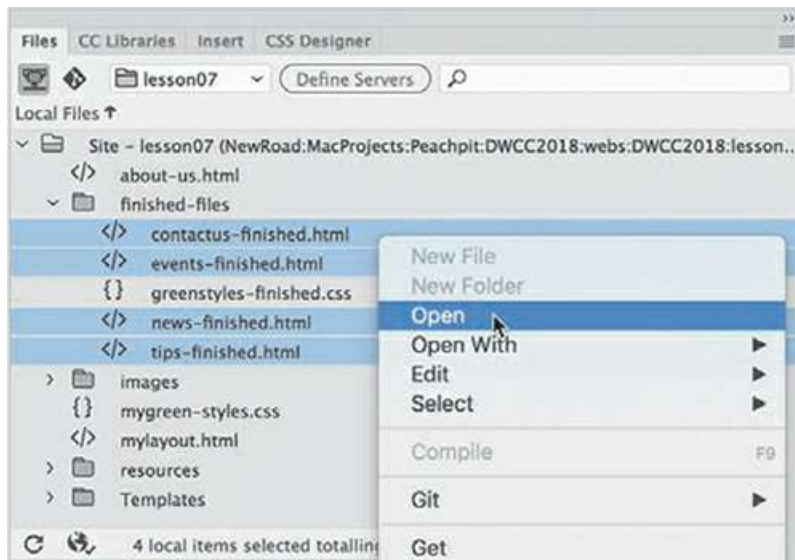 Files CC Libraries Insert CSS Designer
lesson07 Define Servers
Local Files ↑
Site – lesson07 (NewRoad:MacProjects:Peachpit:DWCC2018:webs:DWCC2018:lesson...
</> about-us.html
finished-files
</> contactus-finished.html
</> events-finished.html
{ } greenstyles-finished.css
</> news-finished.html
</> tips-finished.html
images
{ } mygreen-styles.css
</> mylayout.html
resources
Templates
4 local items selected totalling
New File
New Folder
Open
Open With
Edit
Select
Compile F9
Git
Get